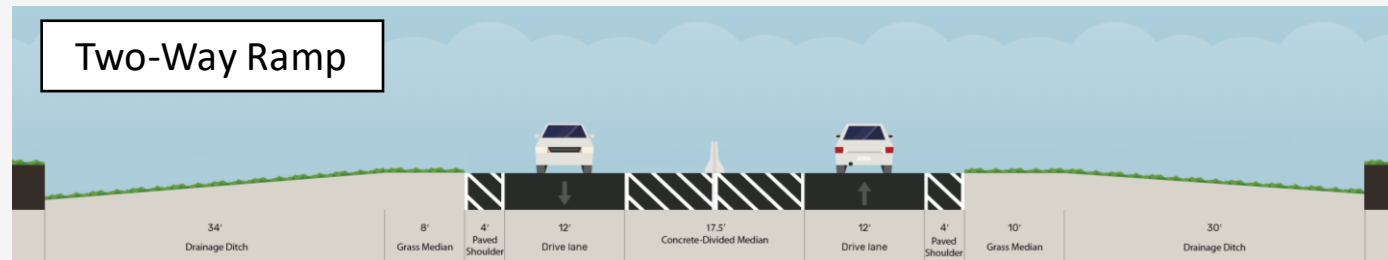 Two-Way Ramp
34'
Drainage Ditch
8'
Grass Median
4'
Paved
Shoulder
12'
Drive lane
17.5'
Concrete-Divided Median
12'
Drive lane
4'
Paved
Shoulder
10'
Grass Median
30'
Drainage Ditch